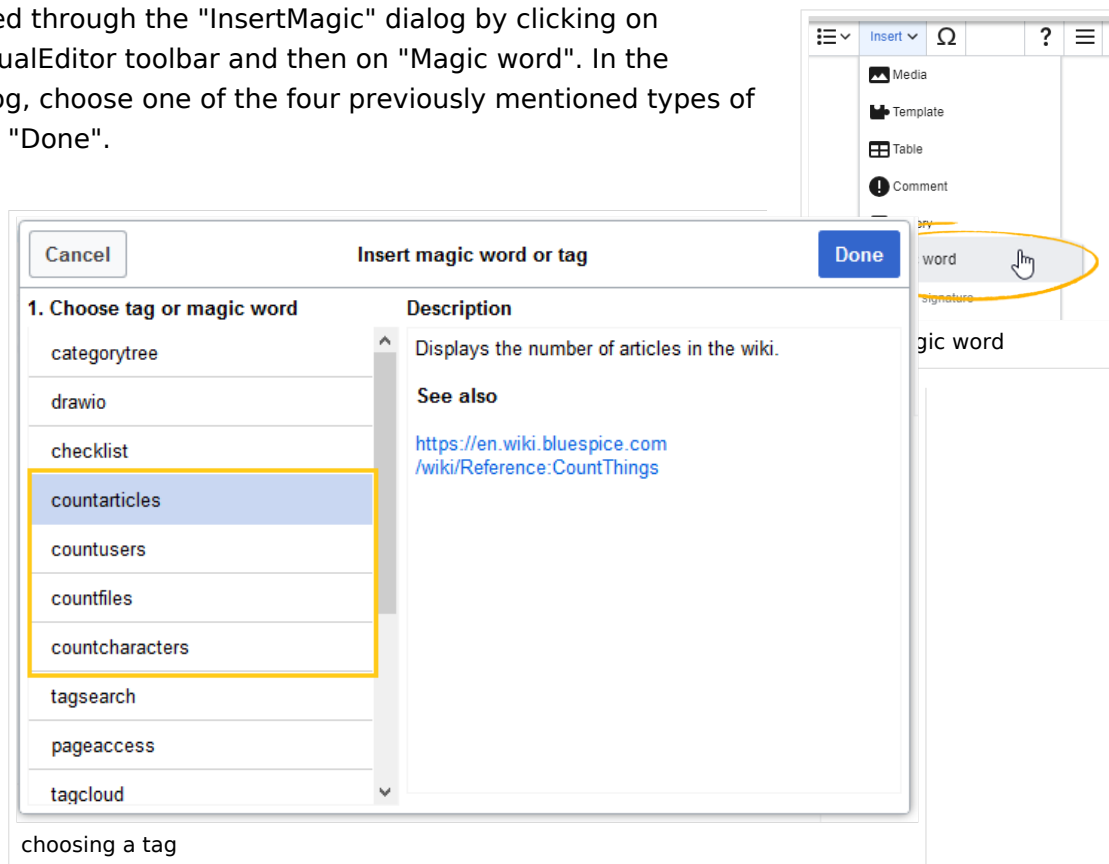 ed through the "InsertMagic" dialog by clicking on
ualEditor toolbar and then on "Magic word". In the
og, choose one of the four previously mentioned types of
"Done".
Insert Ω ?
Media
Template
Table
Comment
ory
word
signature
gic word
Cancel Insert magic word or tag Done
1. Choose tag or magic word
categorytree
drawio
checklist
countarticles
countusers
countfiles
countcharacters
tagsearch
pageaccess
tagcloud
Description
Displays the number of articles in the wiki.
See also
https://en.wiki.bluespice.com
/wiki/Reference:CountThings
choosing a tag